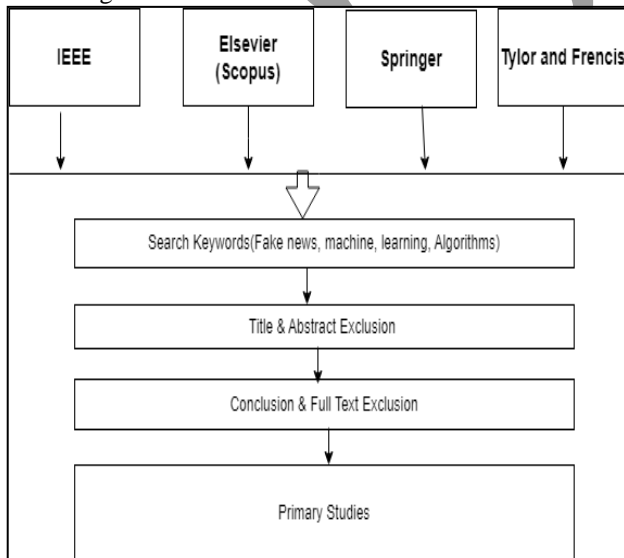 IEEE
Elsevier
(Scopus)
Springer
Tylor and Frencis
Search Keywords(Fake news, machine, learning, Algorithms)
Title & Abstract Exclusion
Conclusion & Full Text Exclusion
Primary Studies